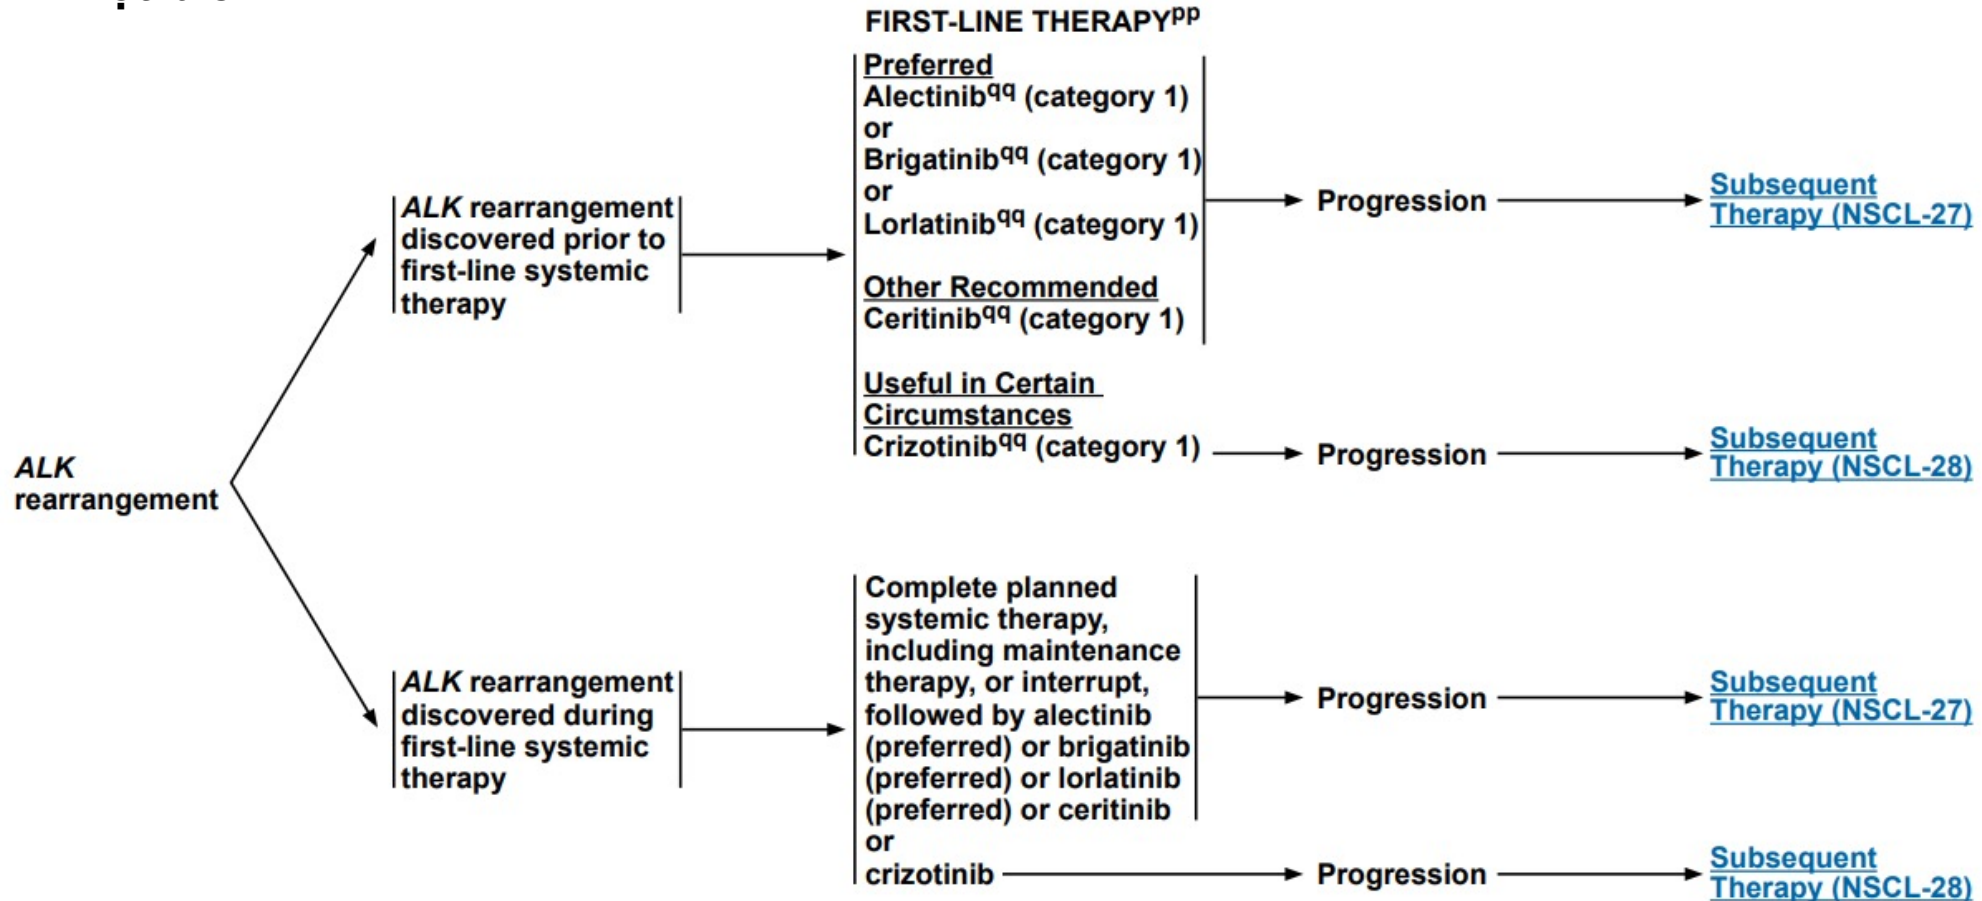 FIRST-LINE THERAPYpp
Preferred
Alectinibqq (category 1)
or
Brigatinibqq (category 1)
or
Lorlatinibqq (category 1)
Other Recommended
Ceritinibqq (category 1)
Useful in Certain
Circumstances
Crizotinibqq (category 1)
Progression
Subsequent
Therapy (NSCL-27)
Progression
Subsequent
Therapy (NSCL-28)
ALK rearrangement
discovered prior to
first-line systemic
therapy
ALK
rearrangement
ALK rearrangement
discovered during
first-line systemic
therapy
Complete planned
systemic therapy,
including maintenance
therapy, or interrupt,
followed by alectinib
(preferred) or brigatinib
(preferred) or lorlatinib
(preferred) or ceritinib
or
crizotinib
Progression
Subsequent
Therapy (NSCL-27)
Progression
Subsequent
Therapy (NSCL-28)